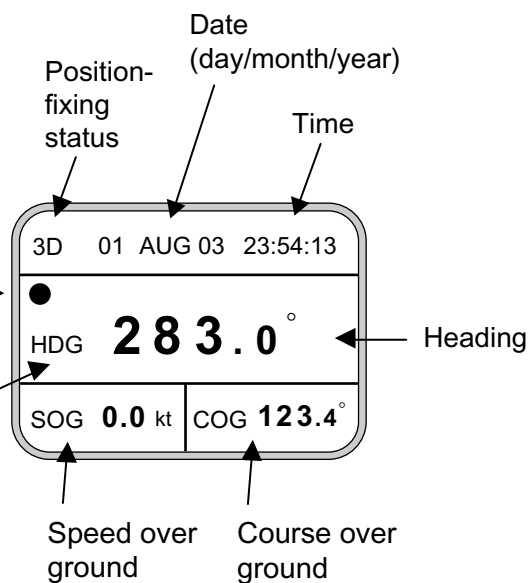 Date
(day/month/year)
Position-
fixing
status
Time
3D 01 AUG 03 23:54:13
HDG 283.0°
Heading
SOG 0.0 kt COG 123.4°
Speed over
ground
Course over
ground